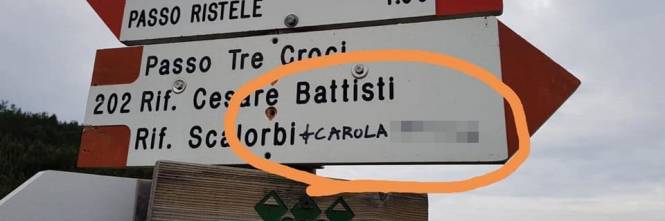 PASSO RISTELE
Passo Tre Croci
202 Rif. Cesare Battisti
Rif. Scalorbi +CAROLA